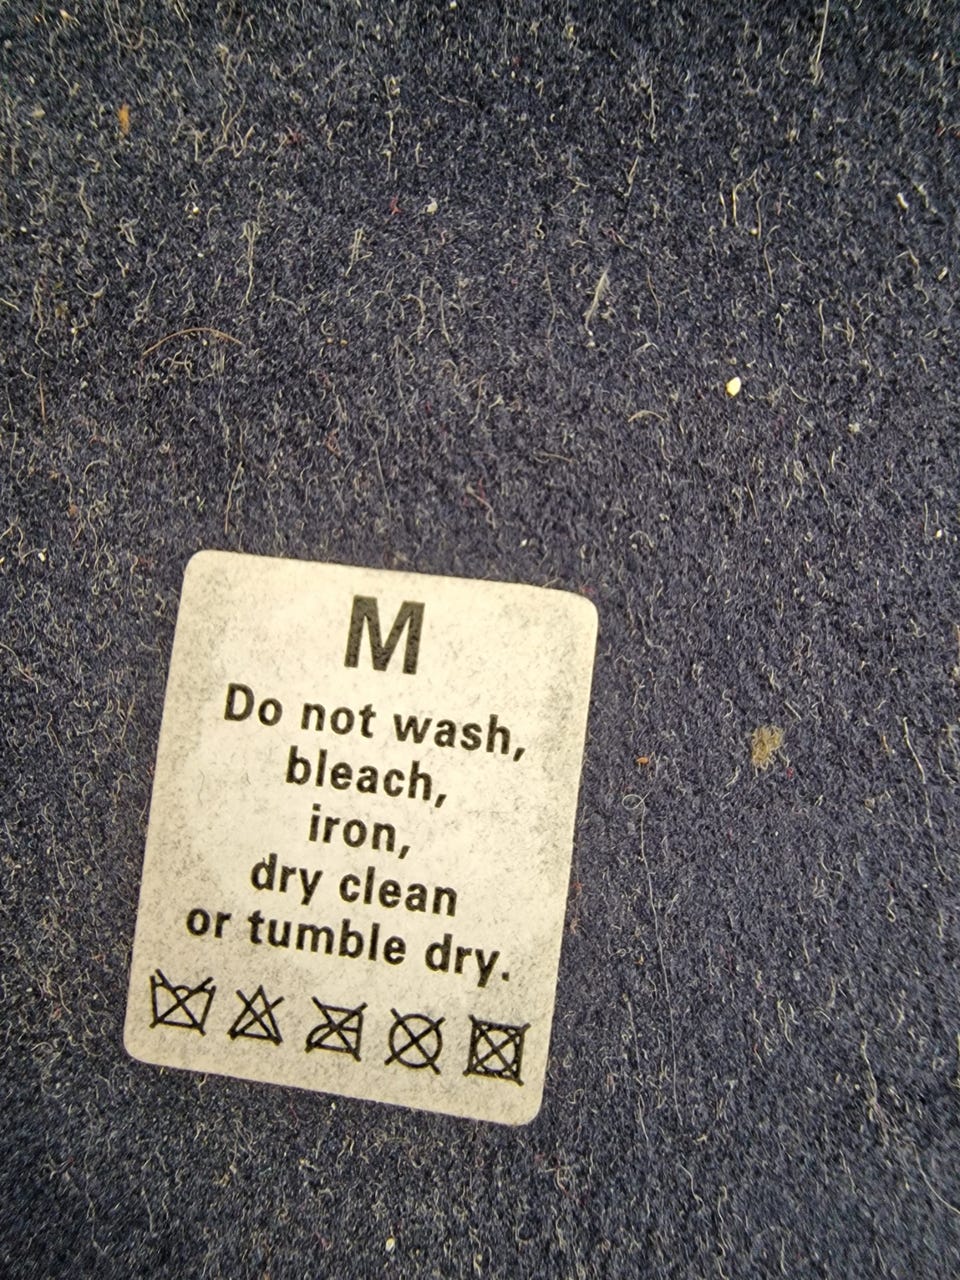 M
Do not wash,
bleach,
iron,
dry clean
or tumble dry.